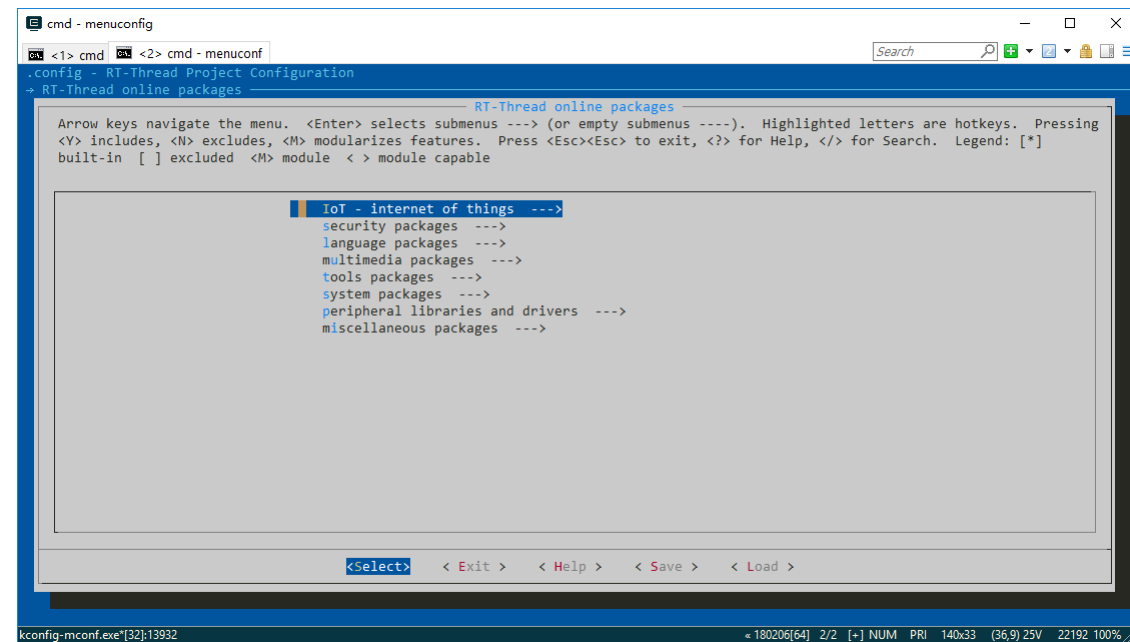 cmd - menuconfig
<1> cmd <2> cmd - menuconf Search
.config - RT-Thread Project Configuration
→ RT-Thread online packages
RT-Thread online packages
Arrow keys navigate the menu. <Enter> selects submenus ---> (or empty submenus ----). Highlighted letters are hotkeys. Pressing
<Y> includes, <N> excludes, <M> modularizes features. Press <Esc><Esc> to exit, <?> for Help, </> for Search. Legend: [*]
built-in [ ] excluded <M> module < > module capable
IoT - internet of things --->
security packages --->
language packages --->
multimedia packages --->
tools packages --->
system packages --->
peripheral libraries and drivers --->
miscellaneous packages --->
<Select> < Exit > < Help > < Save > < Load >
kconfig-mconf.exe*[32]:13932 « 180206[64] 2/2 [+] NUM PRI 140x33 (36,9) 25V 22192 100%